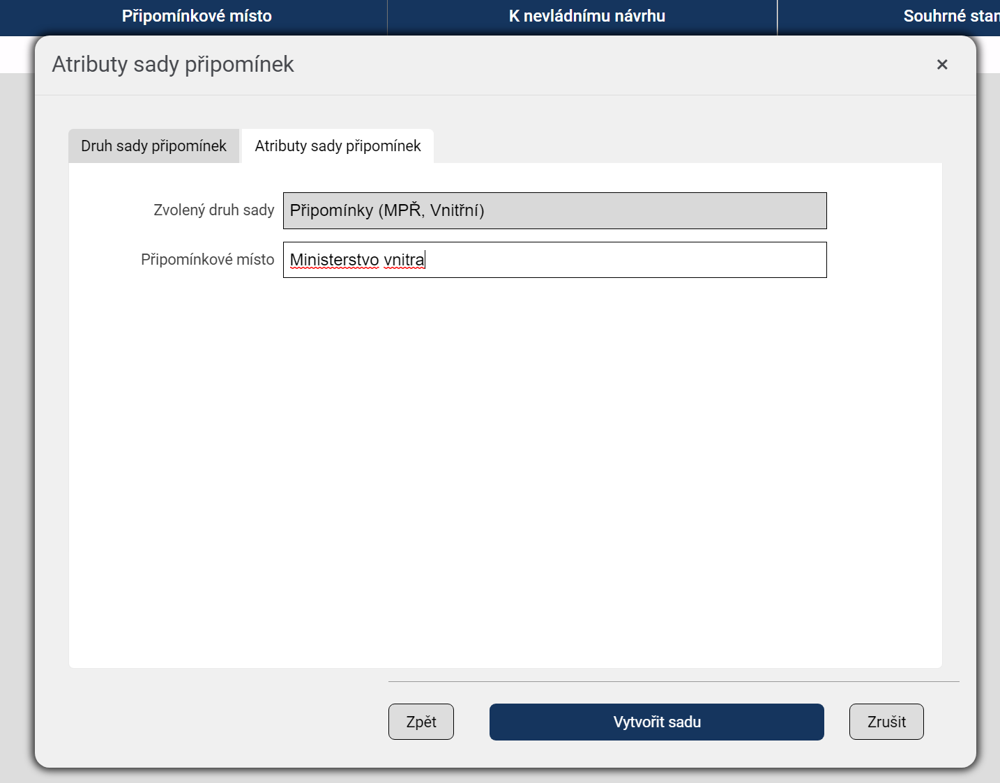 Připomínkové místo K nevládnímu návrhu Souhrné
Atributy sady připomínek ×
Druh sady připomínek Atributy sady připomínek
Zvolený druh sady Připomínky (MPŘ, Vnitřní)
Připomínkové místo Ministerstvo vnitra
Zpět Vytvořit sadu Zrušit